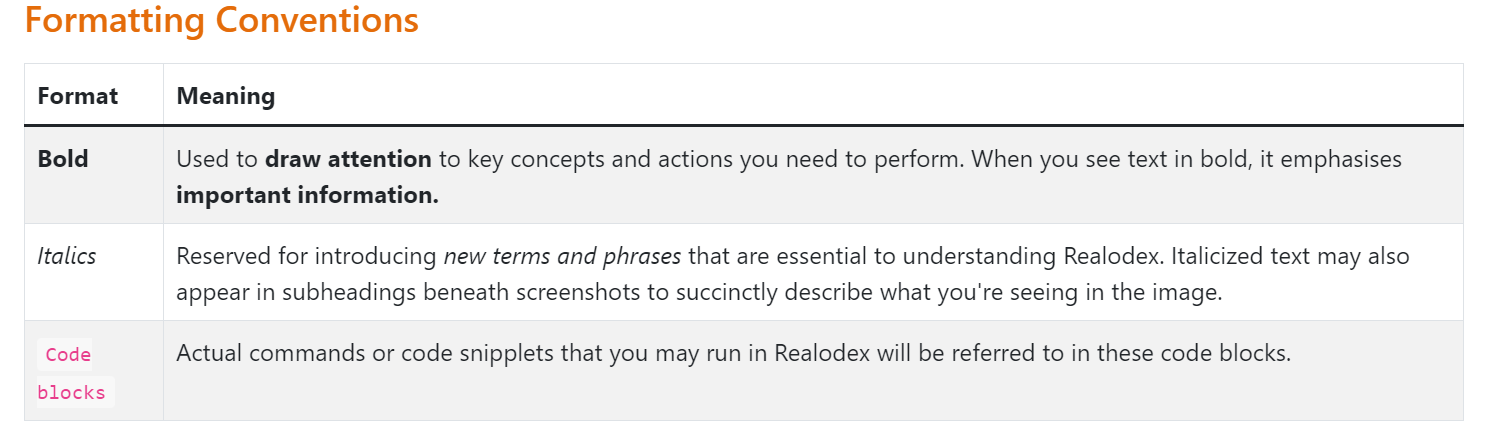 Formatting Conventions
Format Meaning
Bold Used to draw attention to key concepts and actions you need to perform. When you see text in bold, it emphasises
important information.
Italics Reserved for introducing new terms and phrases that are essential to understanding Realodex. Italicized text may also
appear in subheadings beneath screenshots to succinctly describe what you're seeing in the image.
Code Actual commands or code snipplets that you may run in Realodex will be referred to in these code blocks.
blocks